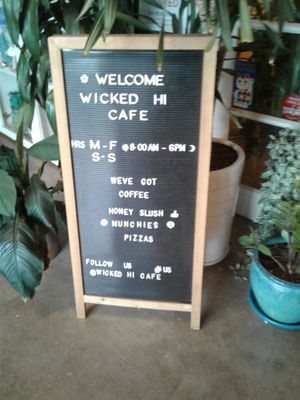 WELCOME
WICKED HI
CAFE
HRS M-F @ 8:00AM - 6PM
S-S
WEVE GOT
COFFEE
HONEY SLUSH
MUNCHIES
PIZZAS
FOLLOW US #US
@WICKED HI CAFE